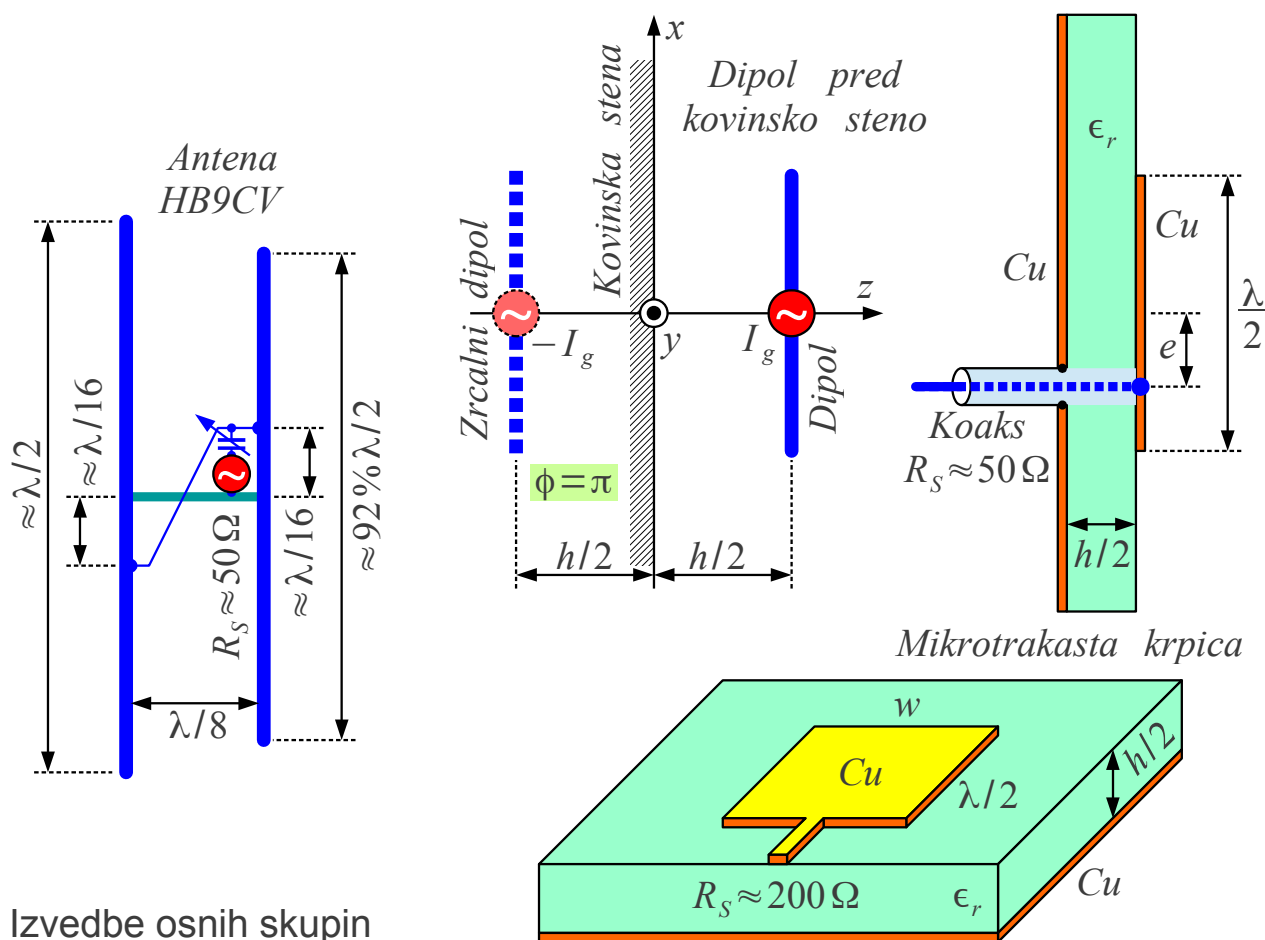 Antena
HB9CV
≈λ/2
≈λ/16
R_S≈50Ω
≈λ/16
≈92%λ/2
λ/8
x
Dipol pred
kovinsko steno
Kovinska stena
Zrcalni dipol
−I_g
y
I_g
z
Dipol
ϕ=π
h/2
h/2
ϵ_r
Cu
Cu
λ/2
e
Koaks
R_S≈50Ω
h/2
Mikrotrakasta krpica
w
Cu
λ/2
h/2
R_S≈200Ω
ϵ_r
Cu
Izvedbe osnih skupin